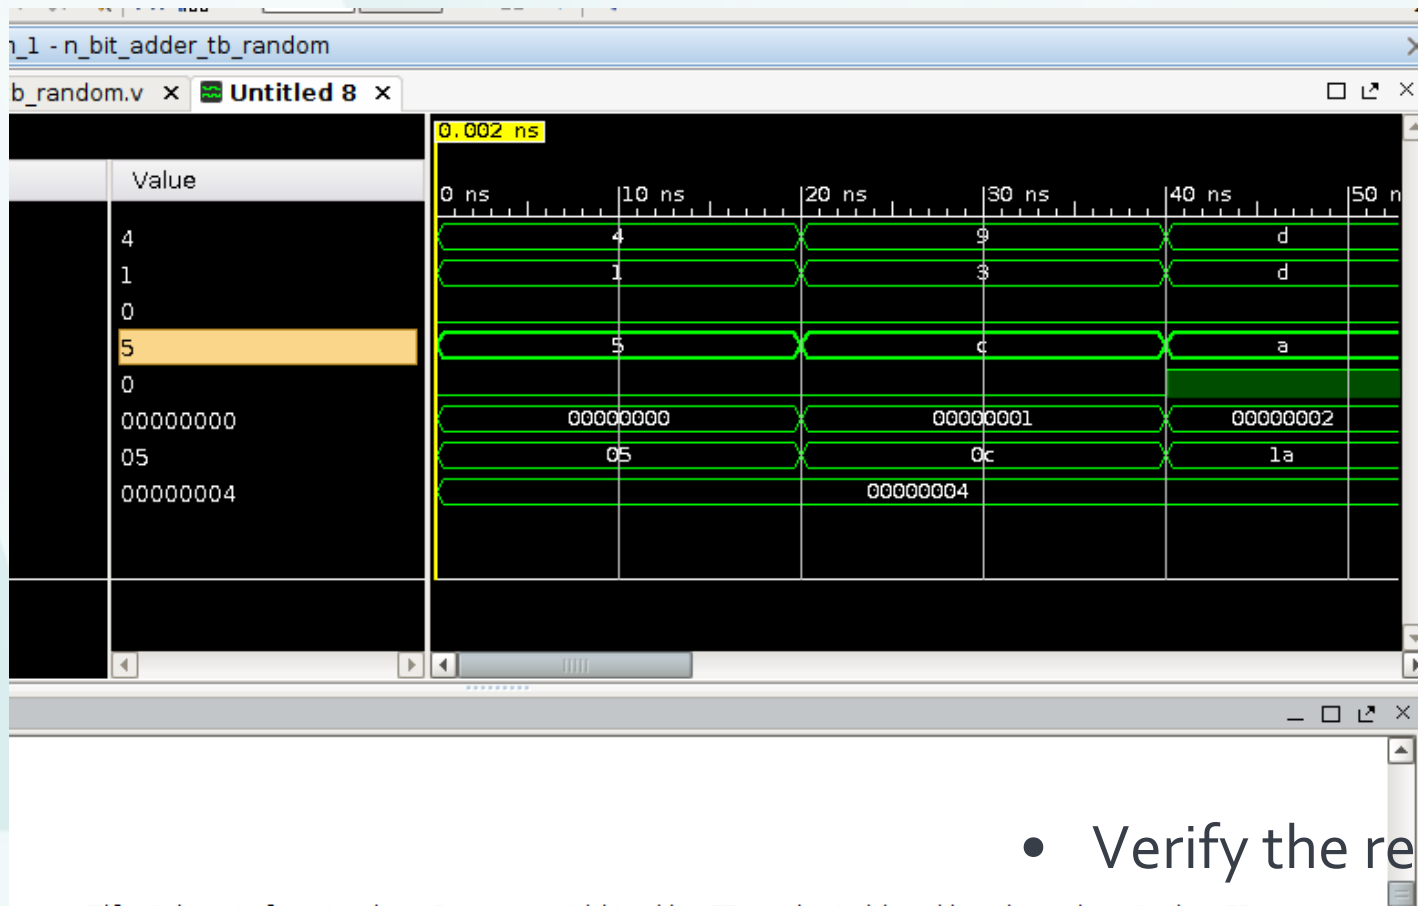 n_1 - n_bit_adder_tb_random
b_random.v × Untitled 8 ×
0.002 ns
Value
0 ns 10 ns 20 ns 30 ns 40 ns 50 n
4 4 9 d
1 1 3 d
0
5 5 c a
0
00000000 00000000 00000001 00000002
05 05 0c 1a
00000004 00000004
• Verify the re